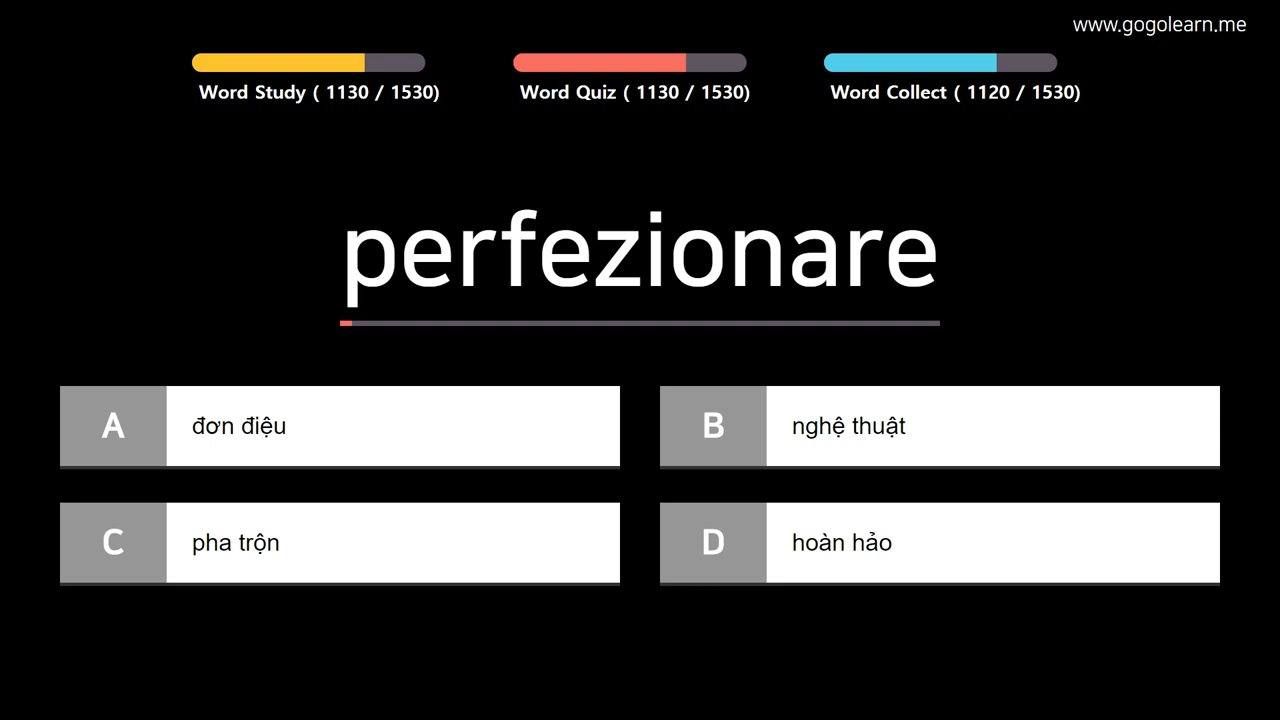 www.gogolearn.me
Word Study ( 1130 / 1530)
Word Quiz ( 1130 / 1530)
Word Collect ( 1120 / 1530)
perfezionare
A đơn điệu
B nghệ thuật
C pha trộn
D hoàn hảo